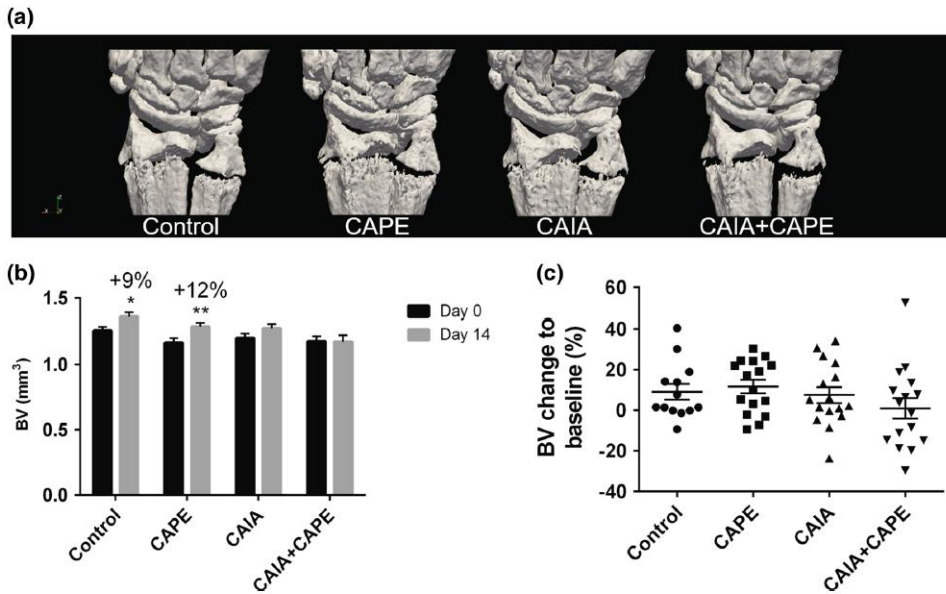 (a)
Control
CAPE
CAIA
CAIA+CAPE
(b)
+9%
*
+12%
**
Day 0
Day 14
BV (mm³)
1.5
1.0
0.5
0.0
Control
CAPE
CAIA
CAIA+CAPE
(c)
BV change to
baseline (%)
60
40
20
0
-20
-40
Control
CAPE
CAIA
CAIA+CAPE